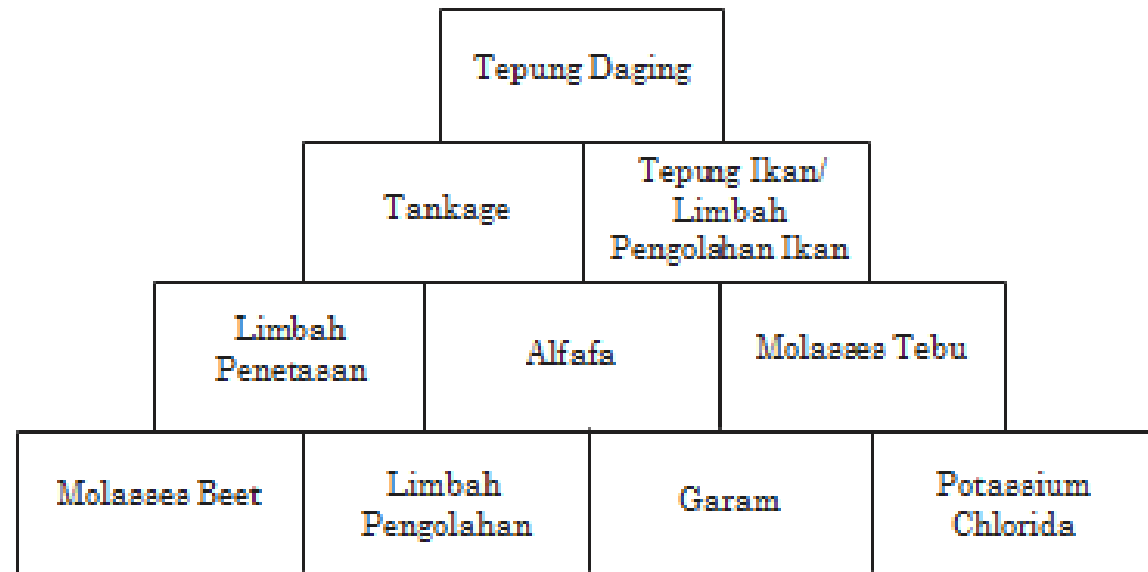 Tepung Daging
Tankage
Tepung Ikan/
Limbah
Pengolahan Ikan
Limbah
Penetasan
Alfafa
Molasses Tebu
Molasses Beet
Limbah
Pengolahan
Garam
Potassium
Chlorida